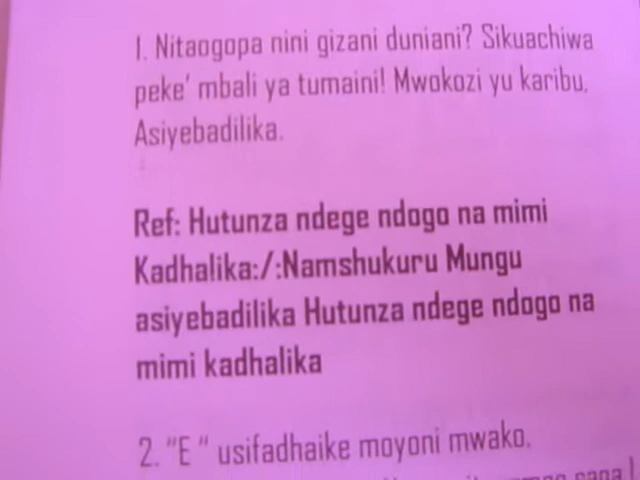 1. Nitaogopa nini gizani duniani? Sikuachiwa
peke' mbali ya tumaini! Mwokozi yu karibu,
Asiyebadilika.
Ref: Hutunza ndege ndogo na mimi
Kadhalika:/:Namshukuru Mungu
asiyebadilika Hutunza ndege ndogo na
mimi kadhalika
2. "E " usifadhaike moyoni mwako.